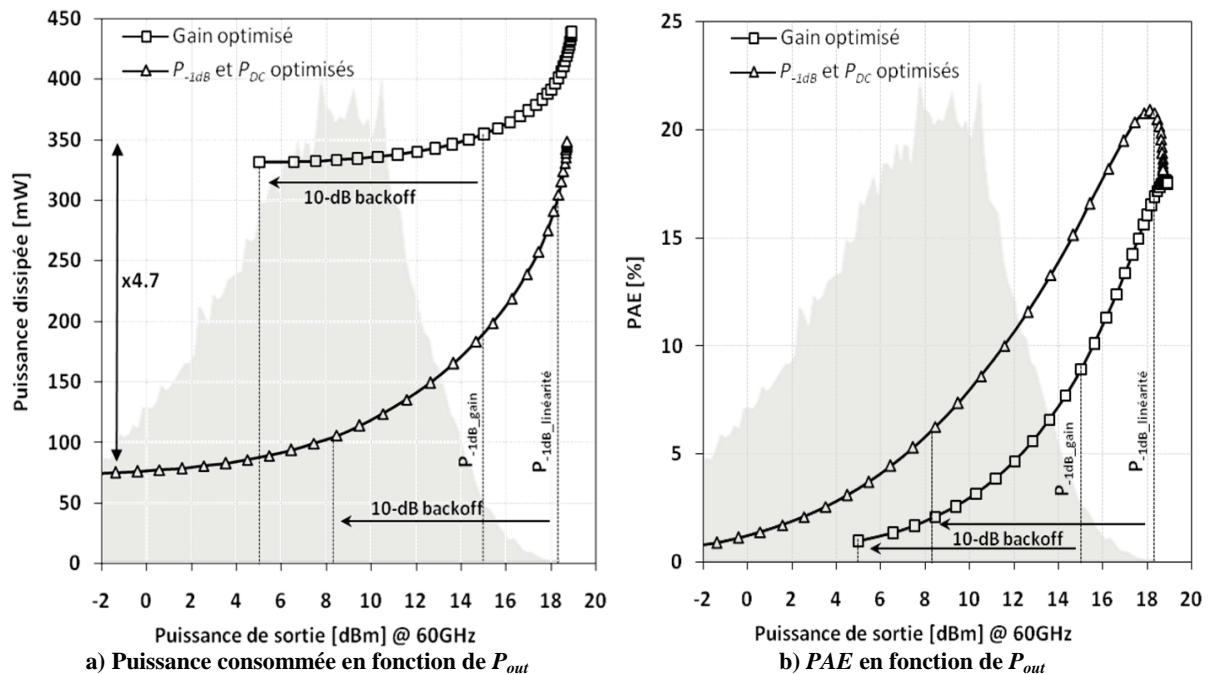 450
400
350
300
250
200
150
100
50
0
Puissance dissipée [mW]
Gain optimisé
P-1dB et PDC optimisés
x4.7
10-dB backoff
10-dB backoff
P-1dB_gain
P-1dB_linéarité
-2 0 2 4 6 8 10 12 14 16 18 20
Puissance de sortie [dBm] @ 60GHz
a) Puissance consommée en fonction de Pout
25
20
15
10
5
0
PAE [%]
Gain optimisé
P-1dB et PDC optimisés
P-1dB_gain
P-1dB_linéarité
10-dB backoff
-2 0 2 4 6 8 10 12 14 16 18 20
Puissance de sortie [dBm] @ 60GHz
b) PAE en fonction de Pout